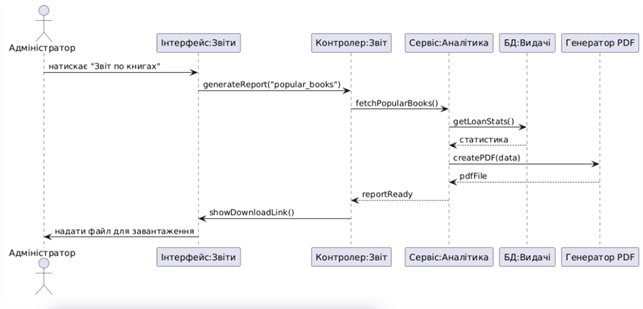 Адміністратор
Інтерфейс:Звіти
Контролер:Звіт
Сервіс:Аналітика
БД:Видачі
Генератор PDF
натискає "Звіт по книгах"
generateReport("popular_books")
fetchPopularBooks()
getLoanStats()
статистика
createPDF(data)
pdfFile
reportReady
showDownloadLink()
надати файл для завантаження
Адміністратор
Інтерфейс:Звіти
Контролер:Звіт
Сервіс:Аналітика
БД:Видачі
Генератор PDF